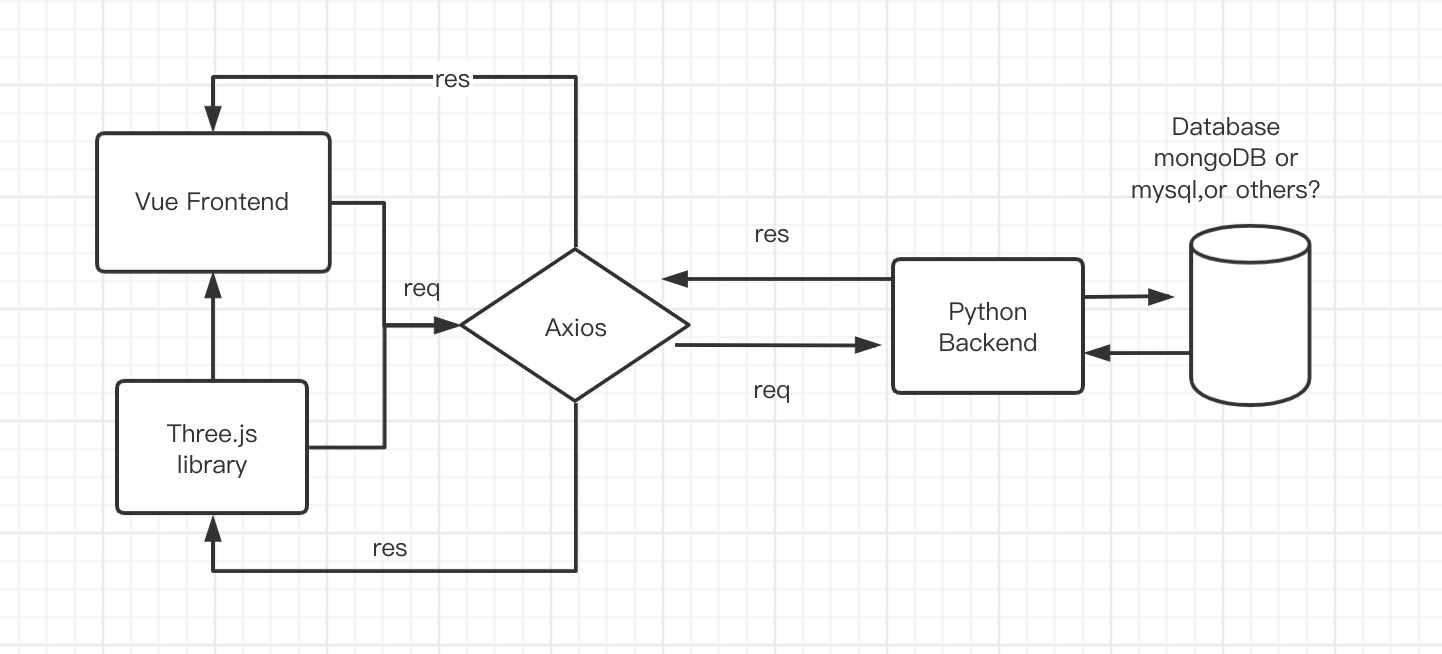 res
Database
mongoDB or
mysql,or others?
Vue Frontend
res
req
Python
Backend
Axios
req
Three.js
library
res